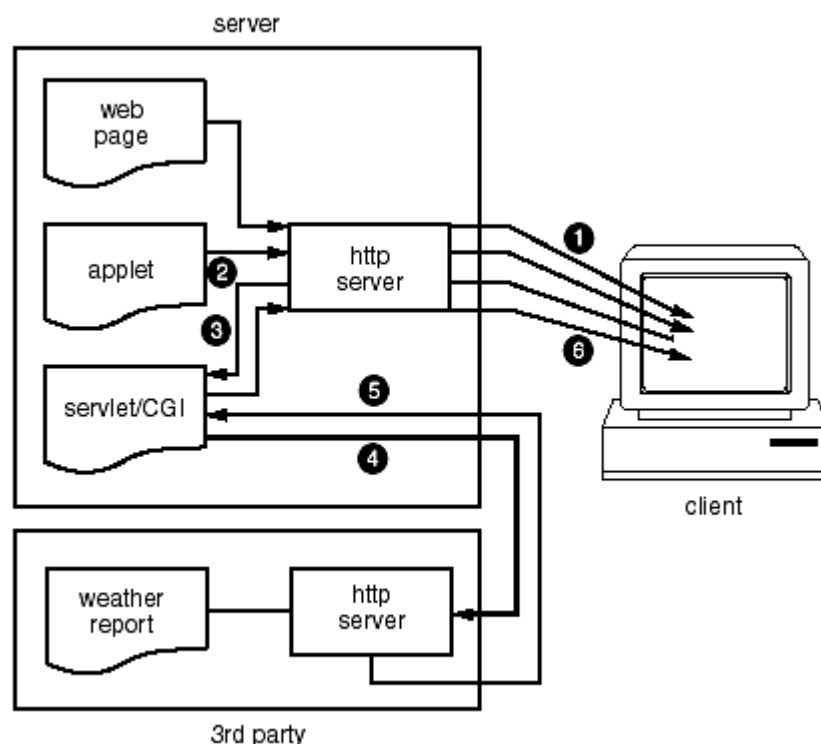 server
web
page
applet
http
server
servlet/CGI
1
2
3
6
5
4
client
weather
report
http
server
3rd party